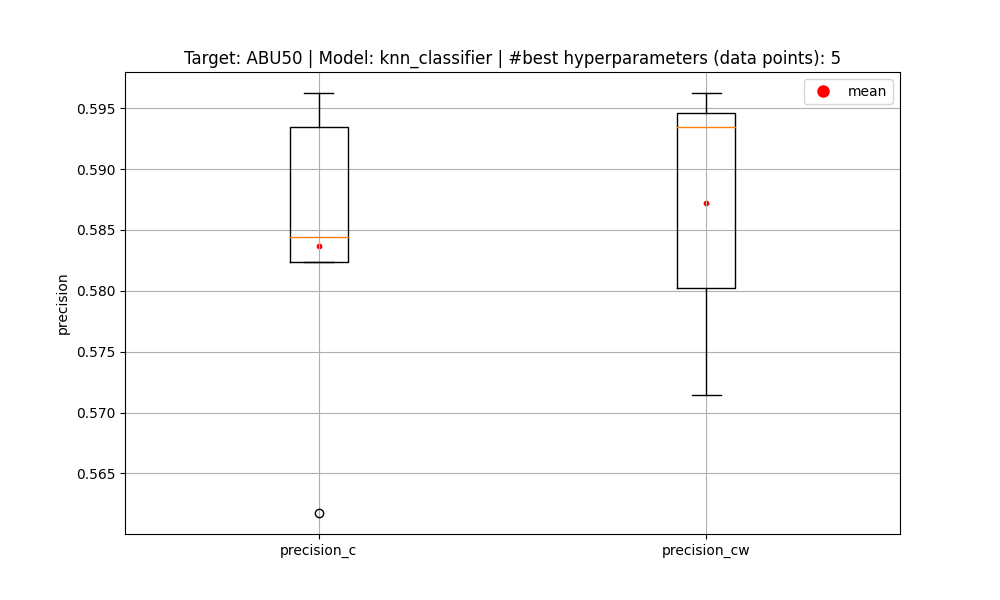 Target: ABU50 | Model: knn_classifier | #best hyperparameters (data points): 5
mean
0.595
0.590
0.585
0.580
0.575
0.570
0.565
precision
precision_c
precision_cw